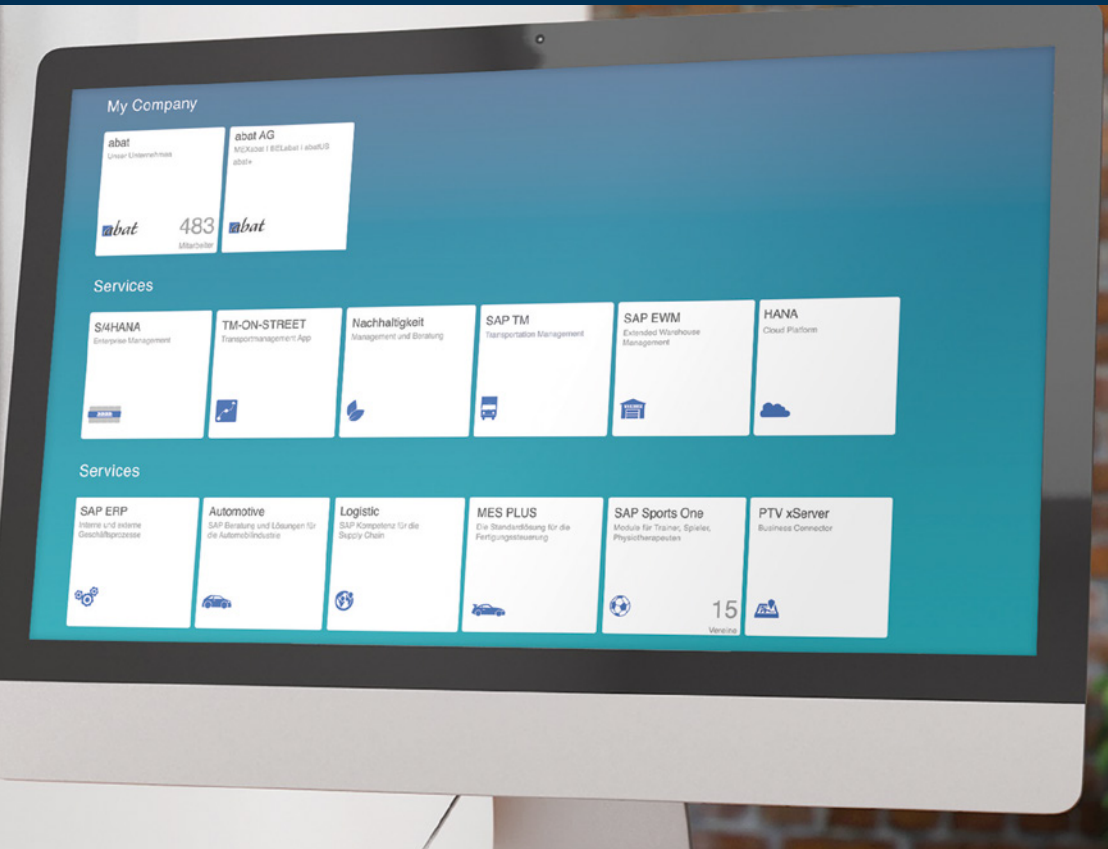 My Company
abat
Unser Unternehmen
abat
483
Mitarbeiter
abat AG
MEXabat I BELabat I abatUS
abat+
abat
Services
S/4HANA
Enterprise Management
TM-ON-STREET
Transportmanagement App
Nachhaltigkeit
Management und Beratung
SAP TM
Transportation Management
SAP EWM
Extended Warehouse
Management
HANA
Cloud Platform
Services
SAP ERP
Interne und externe
Geschäftsprozesse
Automotive
SAP Beratung und Lösungen für
die Automobilindustrie
Logistic
SAP Kompetenz für die
Supply Chain
MES PLUS
Die Standardlösung für die
Fertigungssteuerung
SAP Sports One
Module für Trainer, Spieler,
Physiotherapeuten
15
Vereine
PTV xServer
Business Connector